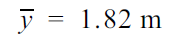 y̅ = 1.82 m